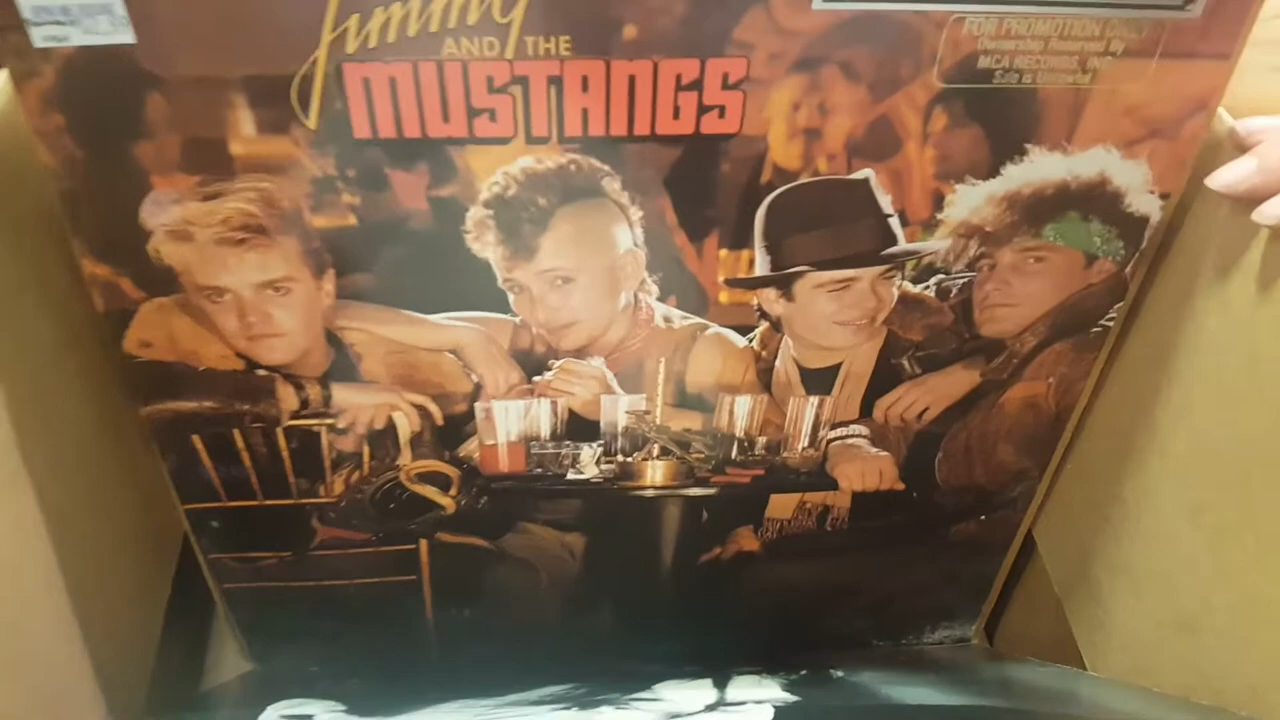 Jimmy
AND THE
MUSTANGS
FOR PROMOTION ONLY
Ownership Reserved By
MCA RECORDS, INC.
Sale is Unlawful